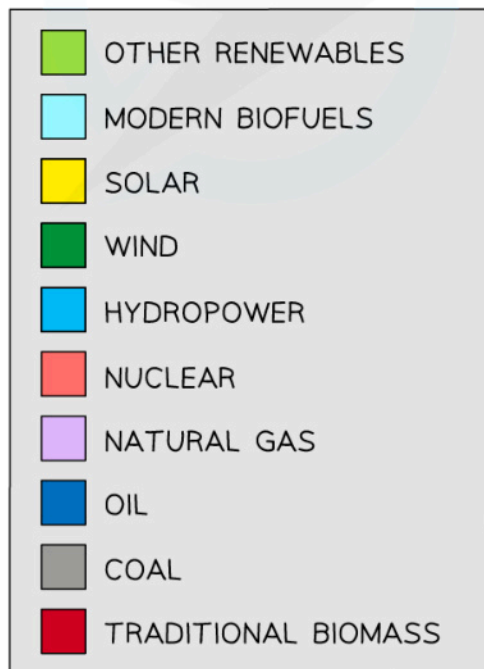 OTHER RENEWABLES
MODERN BIOFUELS
SOLAR
WIND
HYDROPOWER
NUCLEAR
NATURAL GAS
OIL
COAL
TRADITIONAL BIOMASS